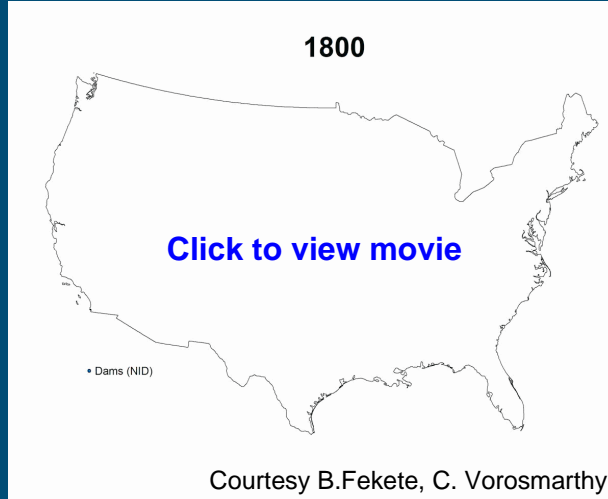 1800
Click to view movie
• Dams (NID)
Courtesy B.Fekete, C. Vorosmarthy